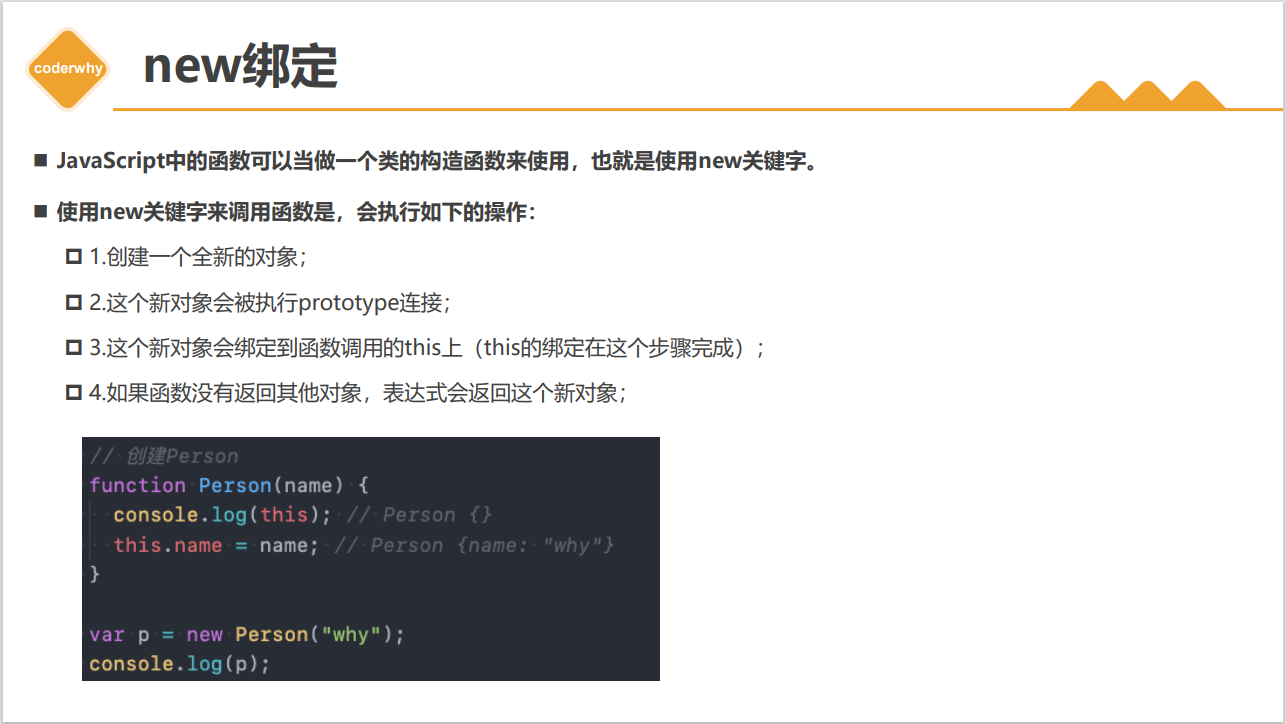 coderwhy
new绑定
JavaScript中的函数可以当做一个类的构造函数来使用，也就是使用new关键字。
使用new关键字来调用函数是，会执行如下的操作：
1.创建一个全新的对象；
2.这个新对象会被执行prototype连接；
3.这个新对象会绑定到函数调用的this上（this的绑定在这个步骤完成）；
4.如果函数没有返回其他对象，表达式会返回这个新对象；
// 创建Person
function Person(name) {
  console.log(this); // Person {}
  this.name = name; // Person {name: "why"}
}
var p = new Person("why");
console.log(p);